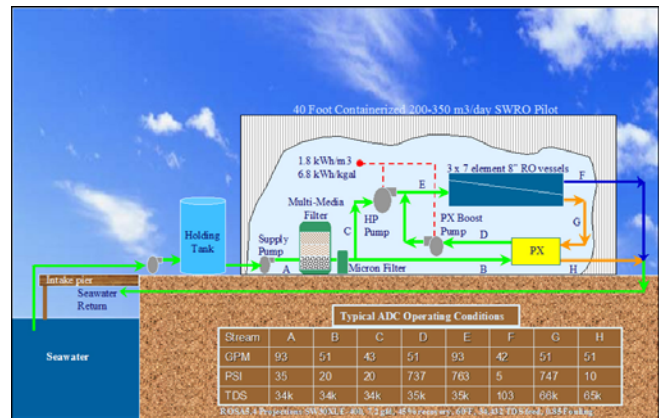 40 Foot Containerized 200-350 m3/day SWRO Pilot
1.8 kWh/m3
6.8 kWh/kgal
3 x 7 element 8" RO vessels
F
E
Multi-Media
Filter
HP
Pump
C
G
Holding
Tank
Supply
Pump
PX Boost
Pump
D
PX
A
Micron Filter
B
H
Intake pier
Seawater
Return
Seawater
Typical ADC Operating Conditions
Stream A B C D E F G H
GPM 93 51 43 51 93 42 51 51
PSI 35 20 20 737 763 5 747 10
TDS 34k 34k 34k 35k 35k 103 66k 65k